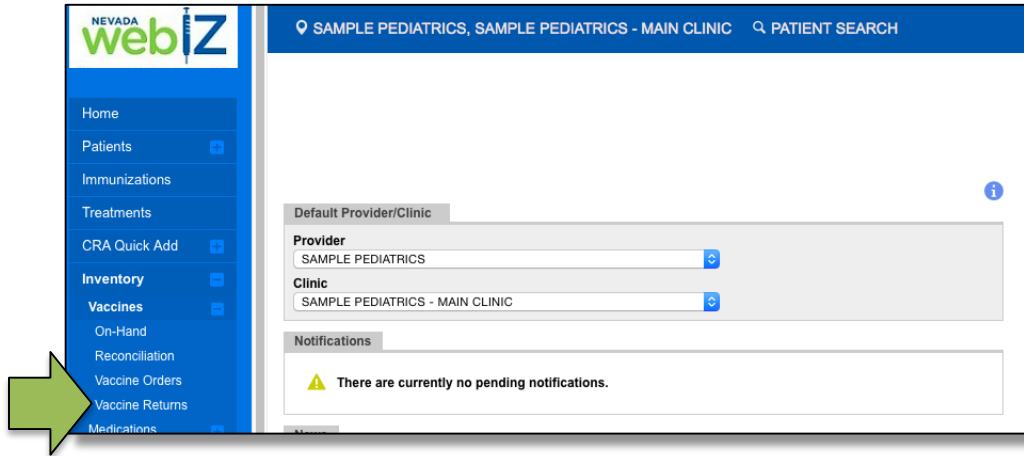 NEVADA
webIZ
SAMPLE PEDIATRICS, SAMPLE PEDIATRICS - MAIN CLINIC PATIENT SEARCH
Home
Patients
Immunizations
Treatments
CRA Quick Add
Inventory
Vaccines
On-Hand
Reconciliation
Vaccine Orders
Vaccine Returns
Medications
Default Provider/Clinic
Provider
SAMPLE PEDIATRICS
Clinic
SAMPLE PEDIATRICS - MAIN CLINIC
Notifications
There are currently no pending notifications.
News